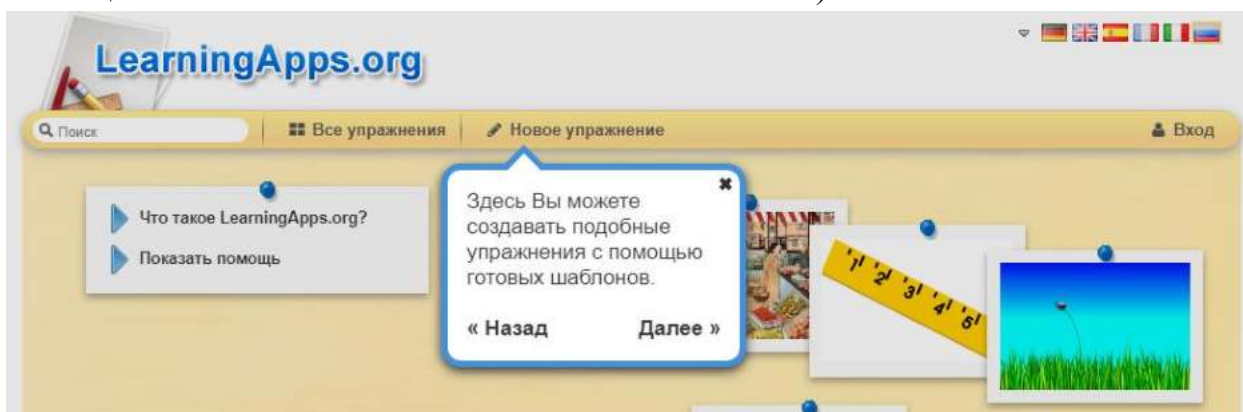 LearningApps.org
Поиск
Все упражнения
Новое упражнение
Вход
Что такое LearningApps.org?
Показать помощь
Здесь Вы можете
создавать подобные
упражнения с помощью
готовых шаблонов.
« Назад
Далее »
1 2 3 4 5